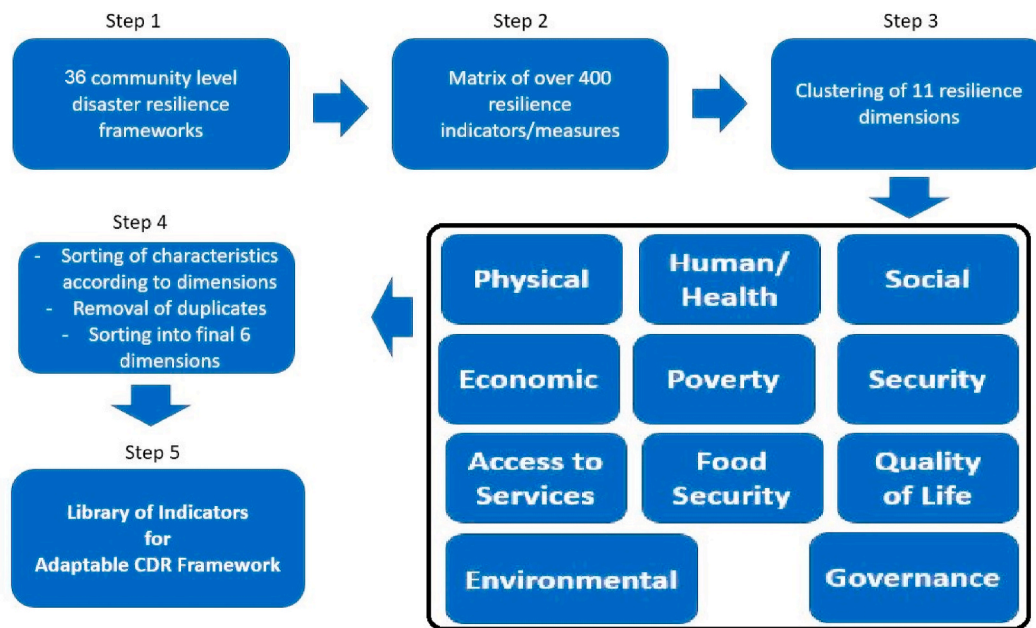 Step 1
36 community level
disaster resilience
frameworks
Step 2
Matrix of over 400
resilience
indicators/measures
Step 3
Clustering of 11 resilience
dimensions
Physical
Human/
Health
Social
Economic
Poverty
Security
Access to
Services
Food
Security
Quality
of Life
Environmental
Governance
Step 4
- Sorting of characteristics
according to dimensions
- Removal of duplicates
- Sorting into final 6
dimensions
Step 5
Library of Indicators
for
Adaptable CDR Framework